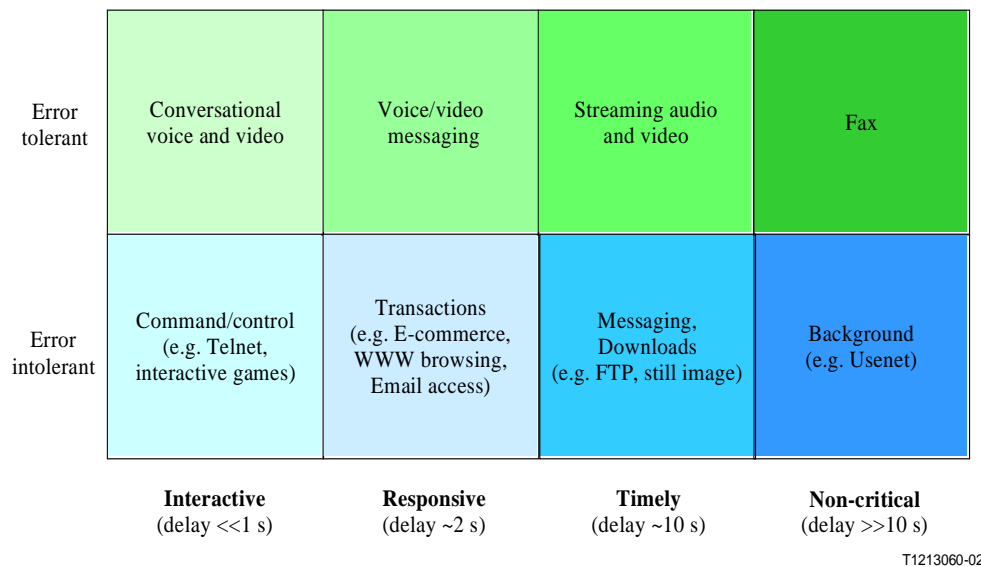 Error
tolerant
Conversational
voice and video
Voice/video
messaging
Streaming audio
and video
Fax
Error
intolerant
Command/control
(e.g. Telnet,
interactive games)
Transactions
(e.g. E-commerce,
WWW browsing,
Email access)
Messaging,
Downloads
(e.g. FTP, still image)
Background
(e.g. Usenet)
Interactive
(delay <<1 s)
Responsive
(delay ~2 s)
Timely
(delay ~10 s)
Non-critical
(delay >>10 s)
T1213060-02